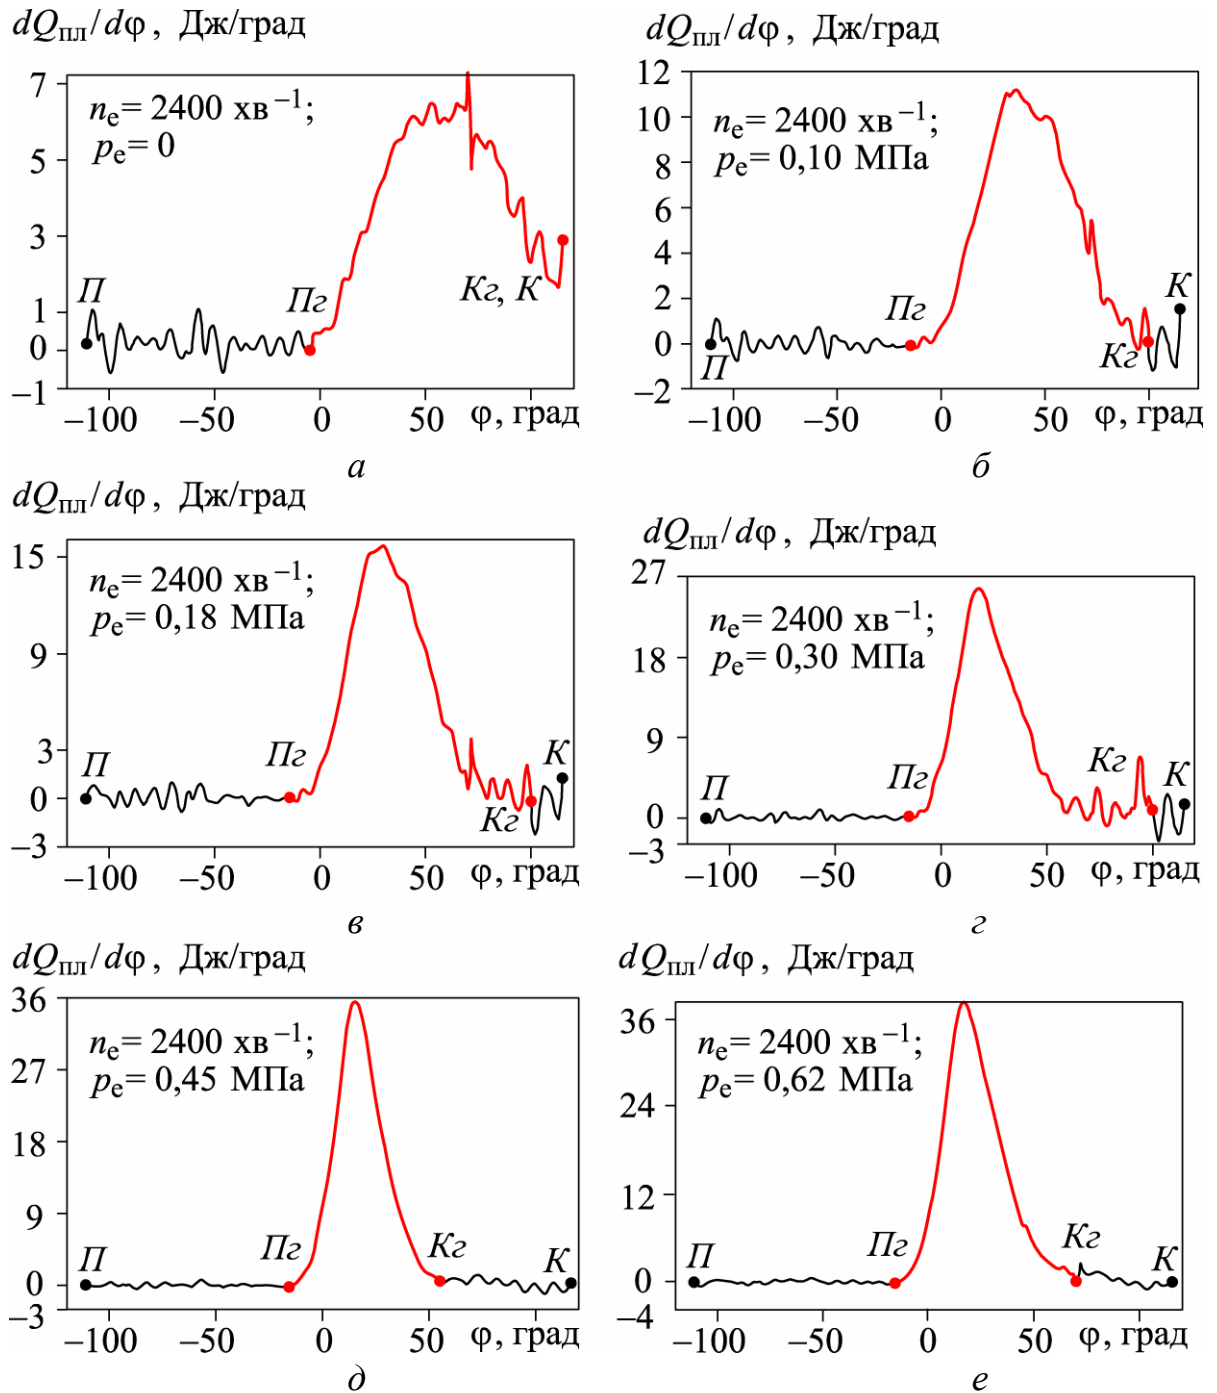 dQпл/dφ, Дж/град
7
5
3
1
0
−1
nе = 2400 хв⁻¹;
pе = 0
П
Пг
Кг, К
−100
−50
0
50
φ, град
а
dQпл/dφ, Дж/град
12
10
8
6
4
2
0
−2
nе = 2400 хв⁻¹;
pе = 0,10 МПа
П
Пг
Кг
К
−100
−50
0
50
φ, град
б
dQпл/dφ, Дж/град
15
9
3
0
−3
nе = 2400 хв⁻¹;
pе = 0,18 МПа
П
Пг
Кг
К
−100
−50
0
50
φ, град
в
dQпл/dφ, Дж/град
27
18
9
0
−3
nе = 2400 хв⁻¹;
pе = 0,30 МПа
П
Пг
Кг
К
−100
−50
0
50
φ, град
г
dQпл/dφ, Дж/град
36
27
18
9
0
−3
nе = 2400 хв⁻¹;
pе = 0,45 МПа
П
Пг
Кг
К
−100
−50
0
50
φ, град
д
dQпл/dφ, Дж/град
36
24
12
0
−4
nе = 2400 хв⁻¹;
pе = 0,62 МПа
П
Пг
Кг
К
−100
−50
0
50
φ, град
е